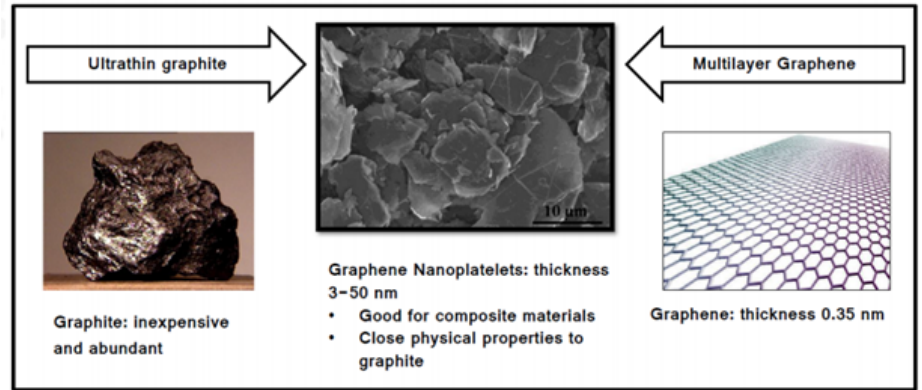 Ultrathin graphite
Multilayer Graphene
10 um
Graphene Nanoplatelets: thickness
3-50 nm
• Good for composite materials
• Close physical properties to
graphite
Graphite: inexpensive
and abundant
Graphene: thickness 0.35 nm